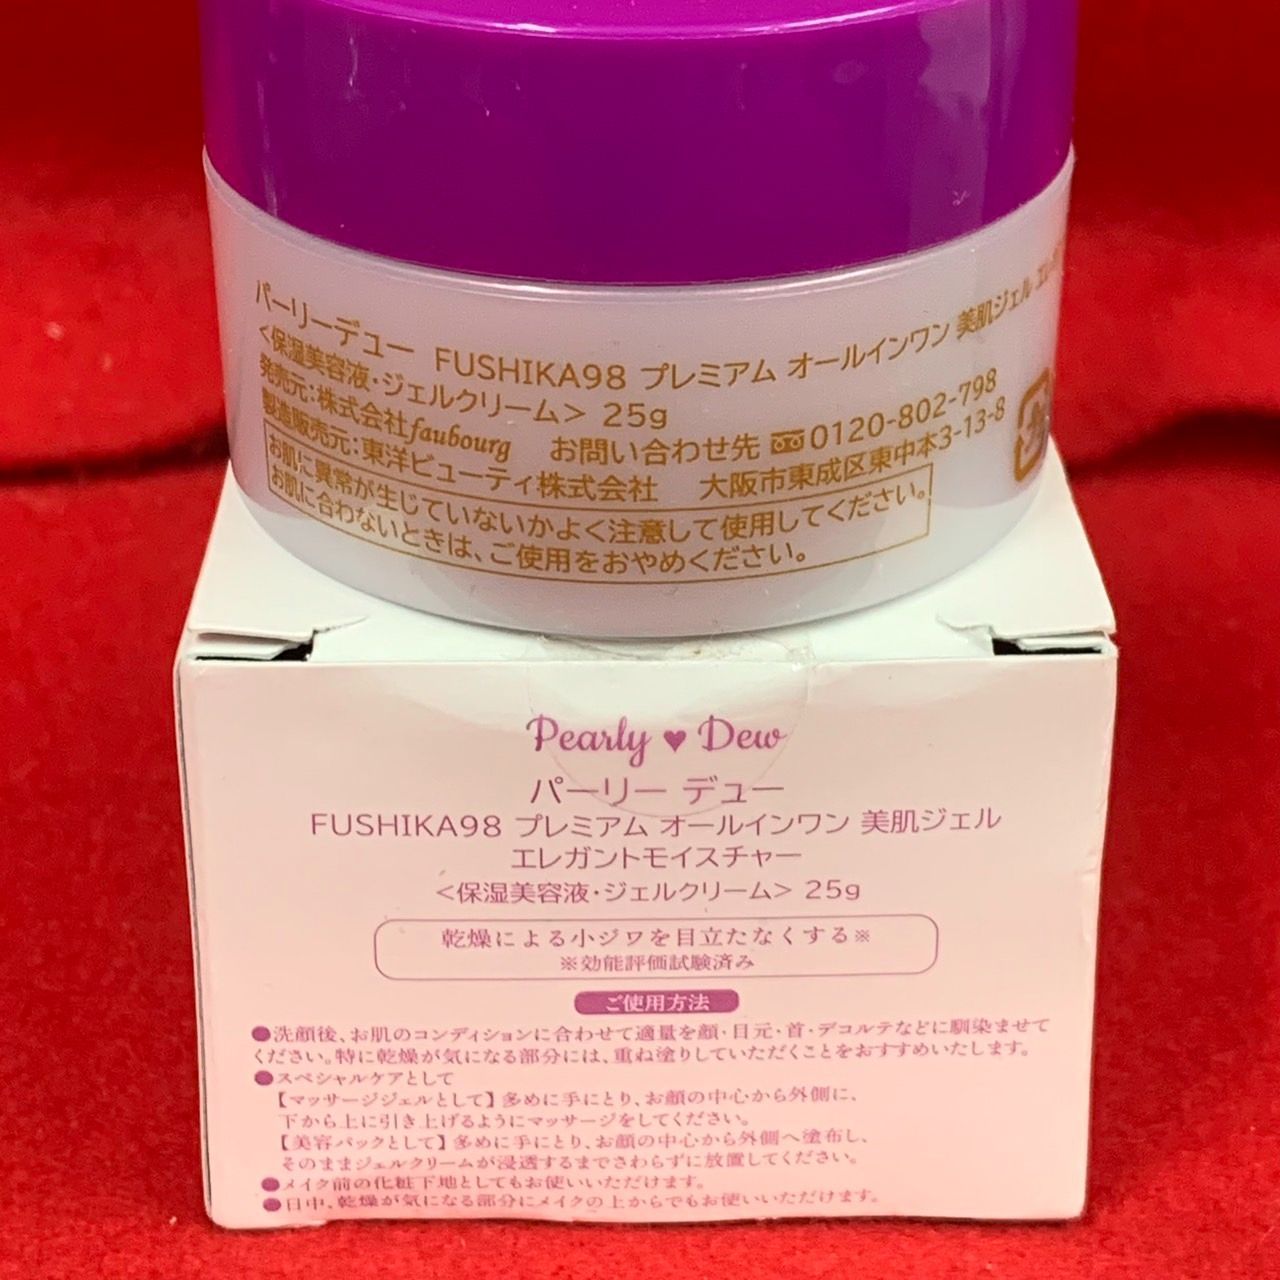 パーリーデュー FUSHIKA98 プレミアム オールインワン 美肌ジェル
<保湿美容液・ジェルクリーム> 25g
発売元:株式会社faubourg お問い合わせ先 0120-802-798
製造販売元:東洋ビューティ株式会社 大阪市東成区東中本3-13-8
お肌に異常が生じていないかよく注意して使用してください。
お肌に合わないときは、ご使用をおやめください。
Pearly ♥ Dew
パーリー デュー
FUSHIKA98 プレミアム オールインワン 美肌ジェル
エレガントモイスチャー
<保湿美容液・ジェルクリーム> 25g
乾燥による小ジワを目立たなくする※
※効能評価試験済み
ご使用方法
●洗顔後、お肌のコンディションに合わせて適量を顔・目元・首・デコルテなどに馴染ませて
ください。特に乾燥が気になる部分には、重ね塗りしていただくことをおすすめいたします。
●スペシャルケアとして
【マッサージジェルとして】多めに手にとり、お顔の中心から外側に、
下から上に引き上げるようにマッサージをしてください。
【美容パックとして】多めに手にとり、お顔の中心から外側へ塗布し、
そのままジェルクリームが浸透するまでさわらずに放置してください。
●メイク前の化粧下地としてもお使いいただけます。
●日中、乾燥が気になる部分にメイクの上からでもお使いいただけます。